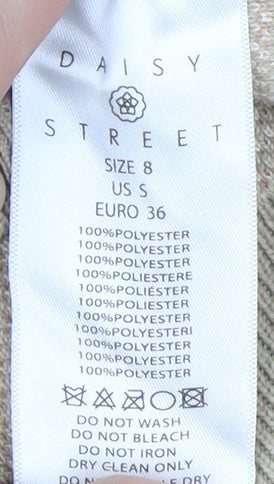 DAISY
STREET
SIZE 8
US S
EURO 36
100%POLYESTER
100%POLYESTER
100%POLYESTER
100%POLIESTERE
100%POLIÉSTER
100%POLIESTER
100%POLYESTER
100%POLYESTERI
100%POLYESTER
100%POLYESTER
100%POLYESTER
DO NOT WASH
DO NOT BLEACH
DO NOT IRON
DRY CLEAN ONLY
DRY